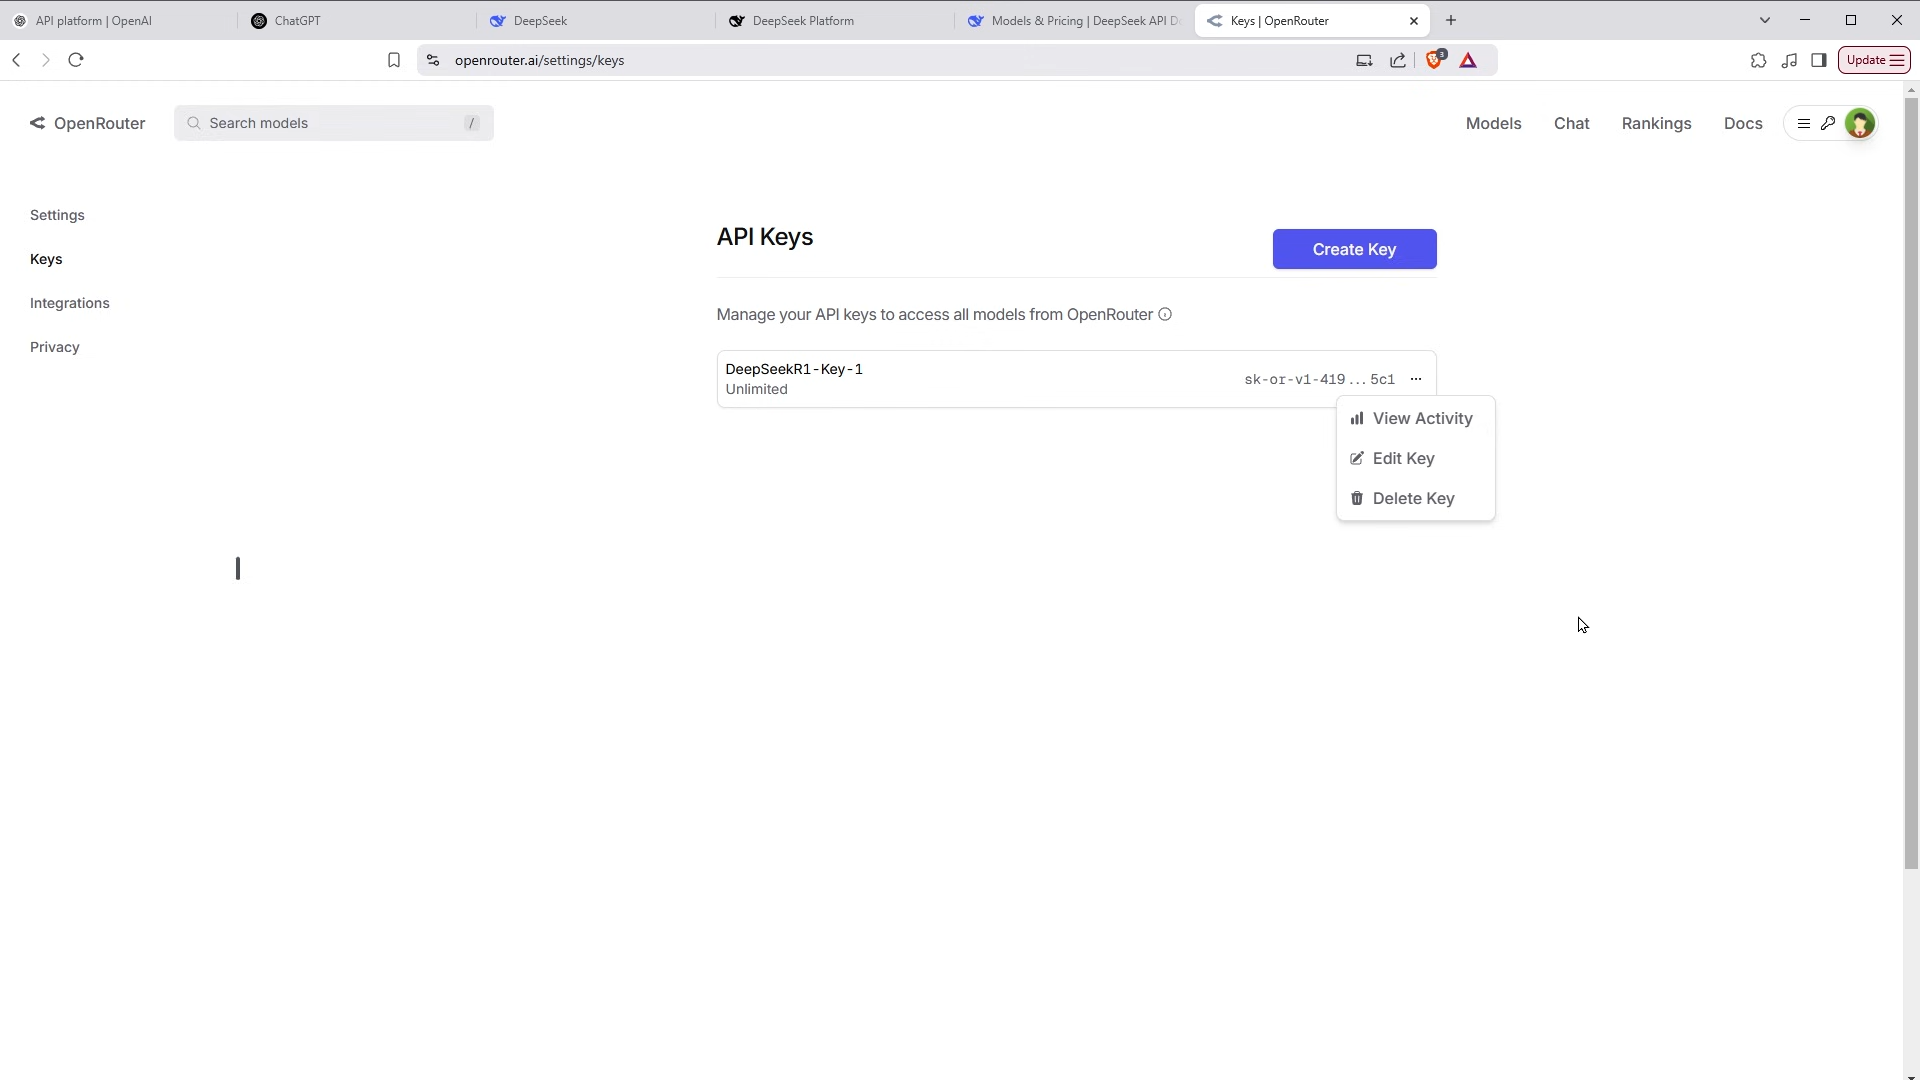 API platform | OpenAI
ChatGPT
DeepSeek
DeepSeek Platform
Models & Pricing | DeepSeek API D
Keys | OpenRouter
openrouter.ai/settings/keys
3
Update
OpenRouter
Search models
/
Models
Chat
Rankings
Docs
Settings
Keys
Integrations
Privacy
API Keys
Create Key
Manage your API keys to access all models from OpenRouter
DeepSeekR1-Key-1
Unlimited
sk-or-v1-419...5c1
View Activity
Edit Key
Delete Key